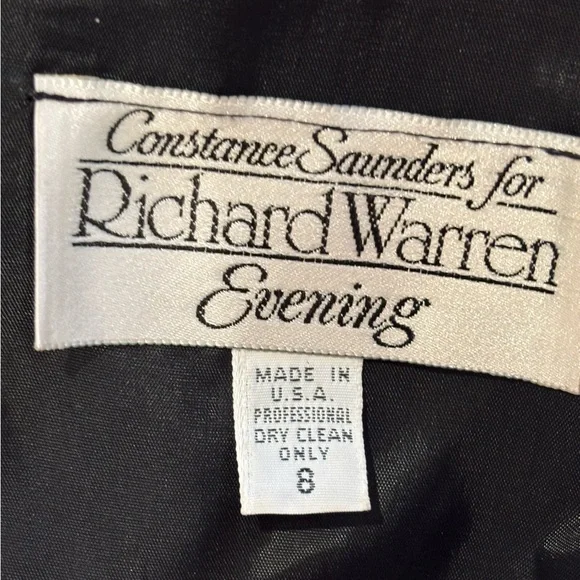 Constance Saunders for
Richard Warren
Evening
MADE IN
U.S.A.
PROFESSIONAL
DRY CLEAN
ONLY
8